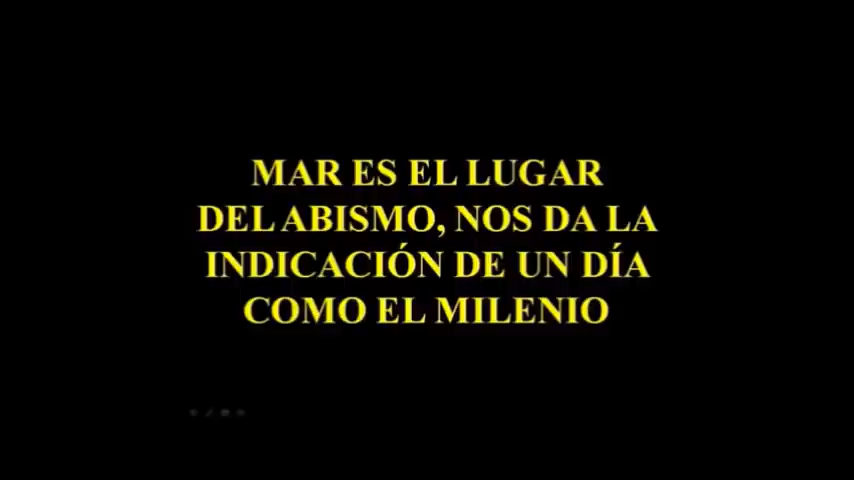 MAR ES EL LUGAR
DEL ABISMO, NOS DA LA
INDICACIÓN DE UN DÍA
COMO EL MILENIO